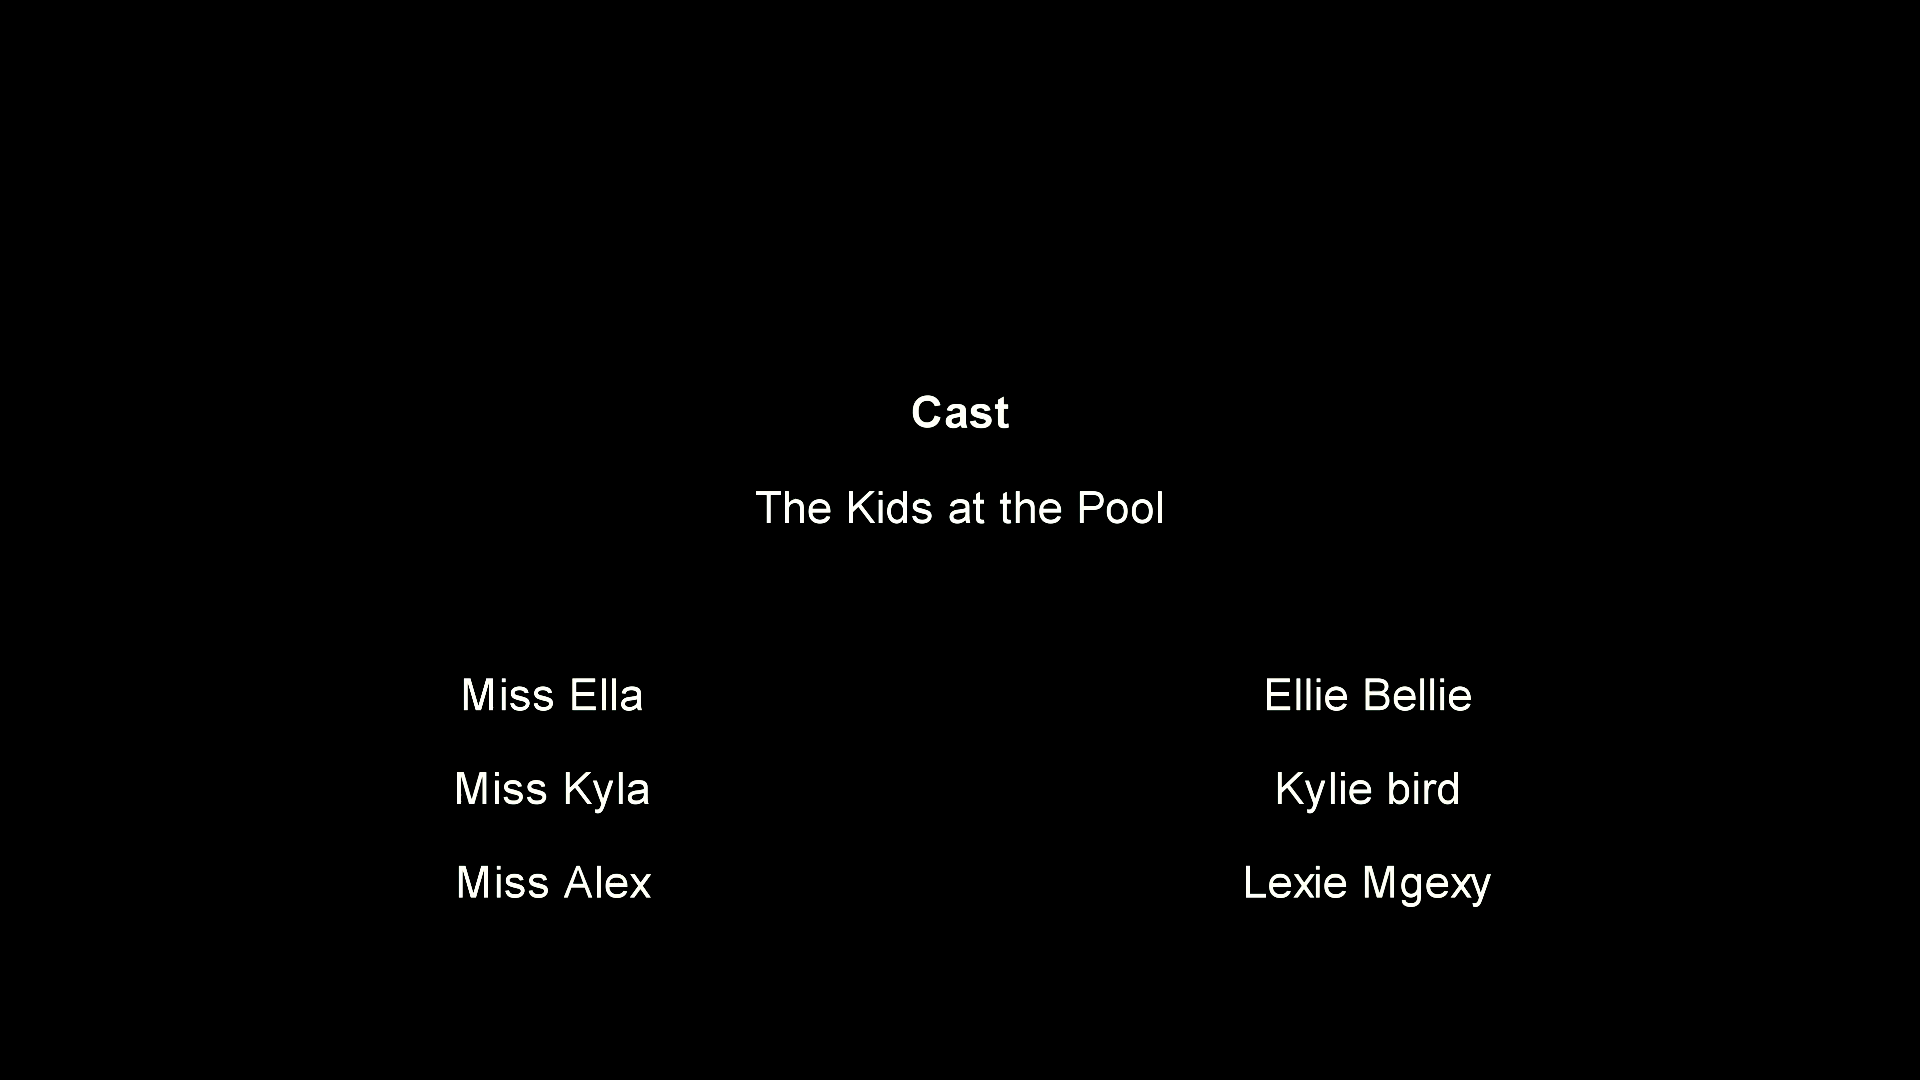 Cast
The Kids at the Pool
Miss Ella Ellie Bellie
Miss Kyla Kylie bird
Miss Alex Lexie Mgexy